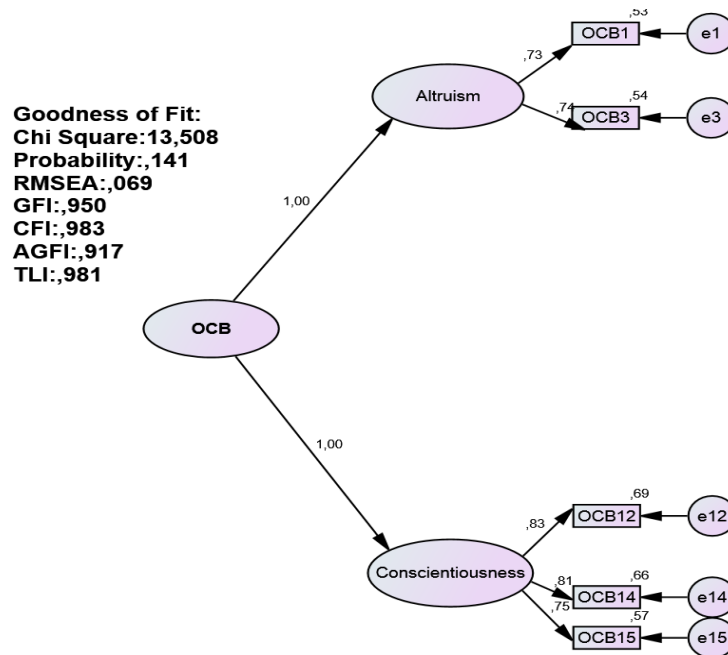 Goodness of Fit:
Chi Square:13,508
Probability:,141
RMSEA:,069
GFI:,950
CFI:,983
AGFI:,917
TLI:,981
OCB
1,00
Altruism
,73
,53
OCB1
e1
,74
,54
OCB3
e3
1,00
Conscientiousness
,83
,69
OCB12
e12
,81
,66
OCB14
e14
,75
,57
OCB15
e15